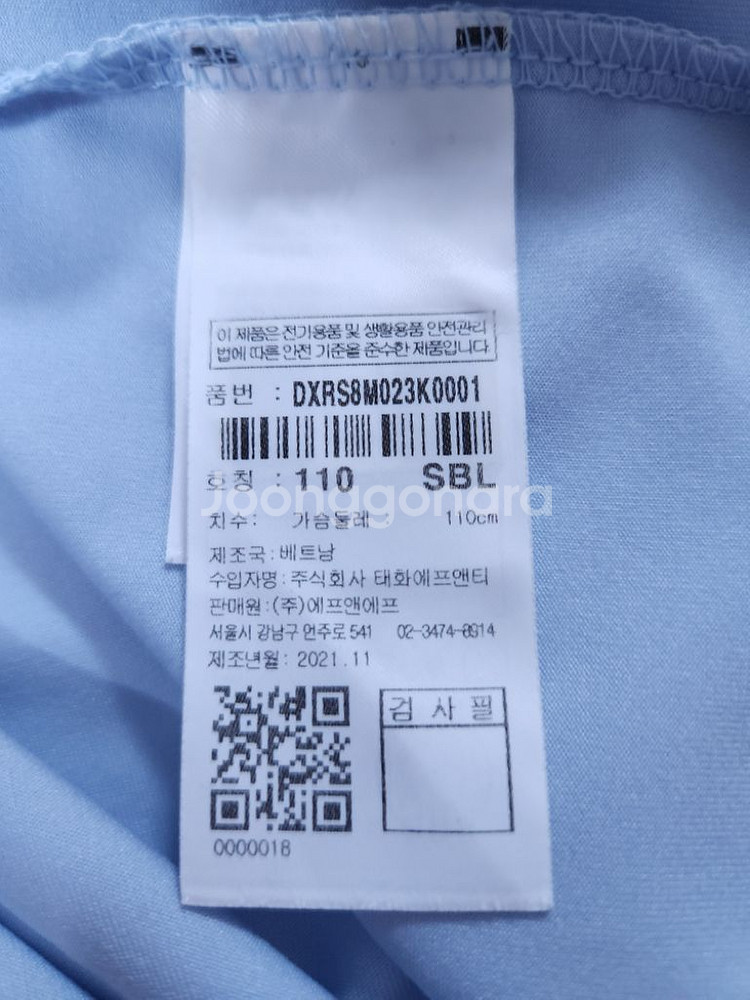 이 제품은 전기용품 및 생활용품 안전관리
법에 따른 안전 기준을 준수한 제품입니다.
품번 : DXRS8M023K0001
호칭 : 110 SBL
joonggonara
치수: 가슴둘레 : 110cm
제조국:베트남
수입자명:주식회사 태화에프앤티
판매원:(주)에프앤에프
서울시 강남구 언주로 541 02-3474-8914
제조년월: 2021.11
검사필
0000018